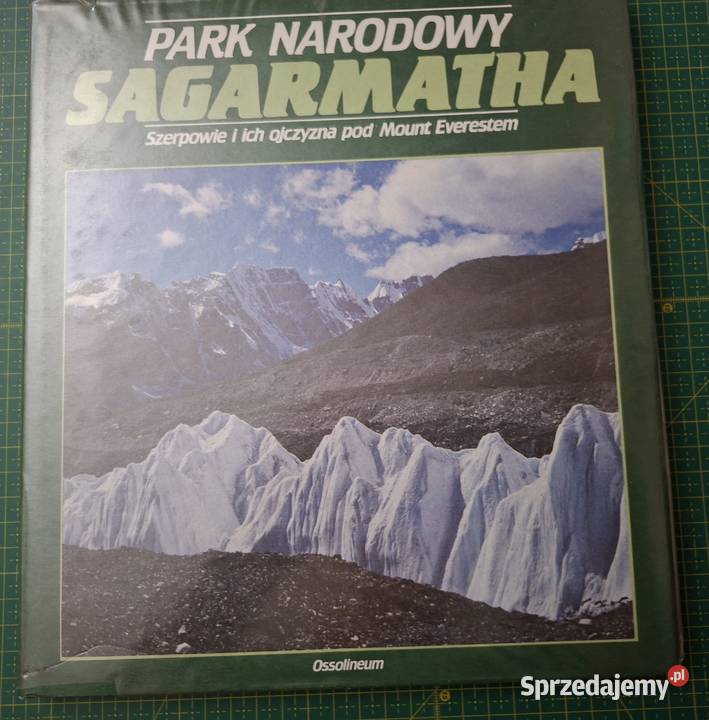 PARK NARODOWY
SAGARMATHA
Szerpowie i ich ojczyzna pod Mount Everestem
Ossolineum
Sprzedajemy.pl